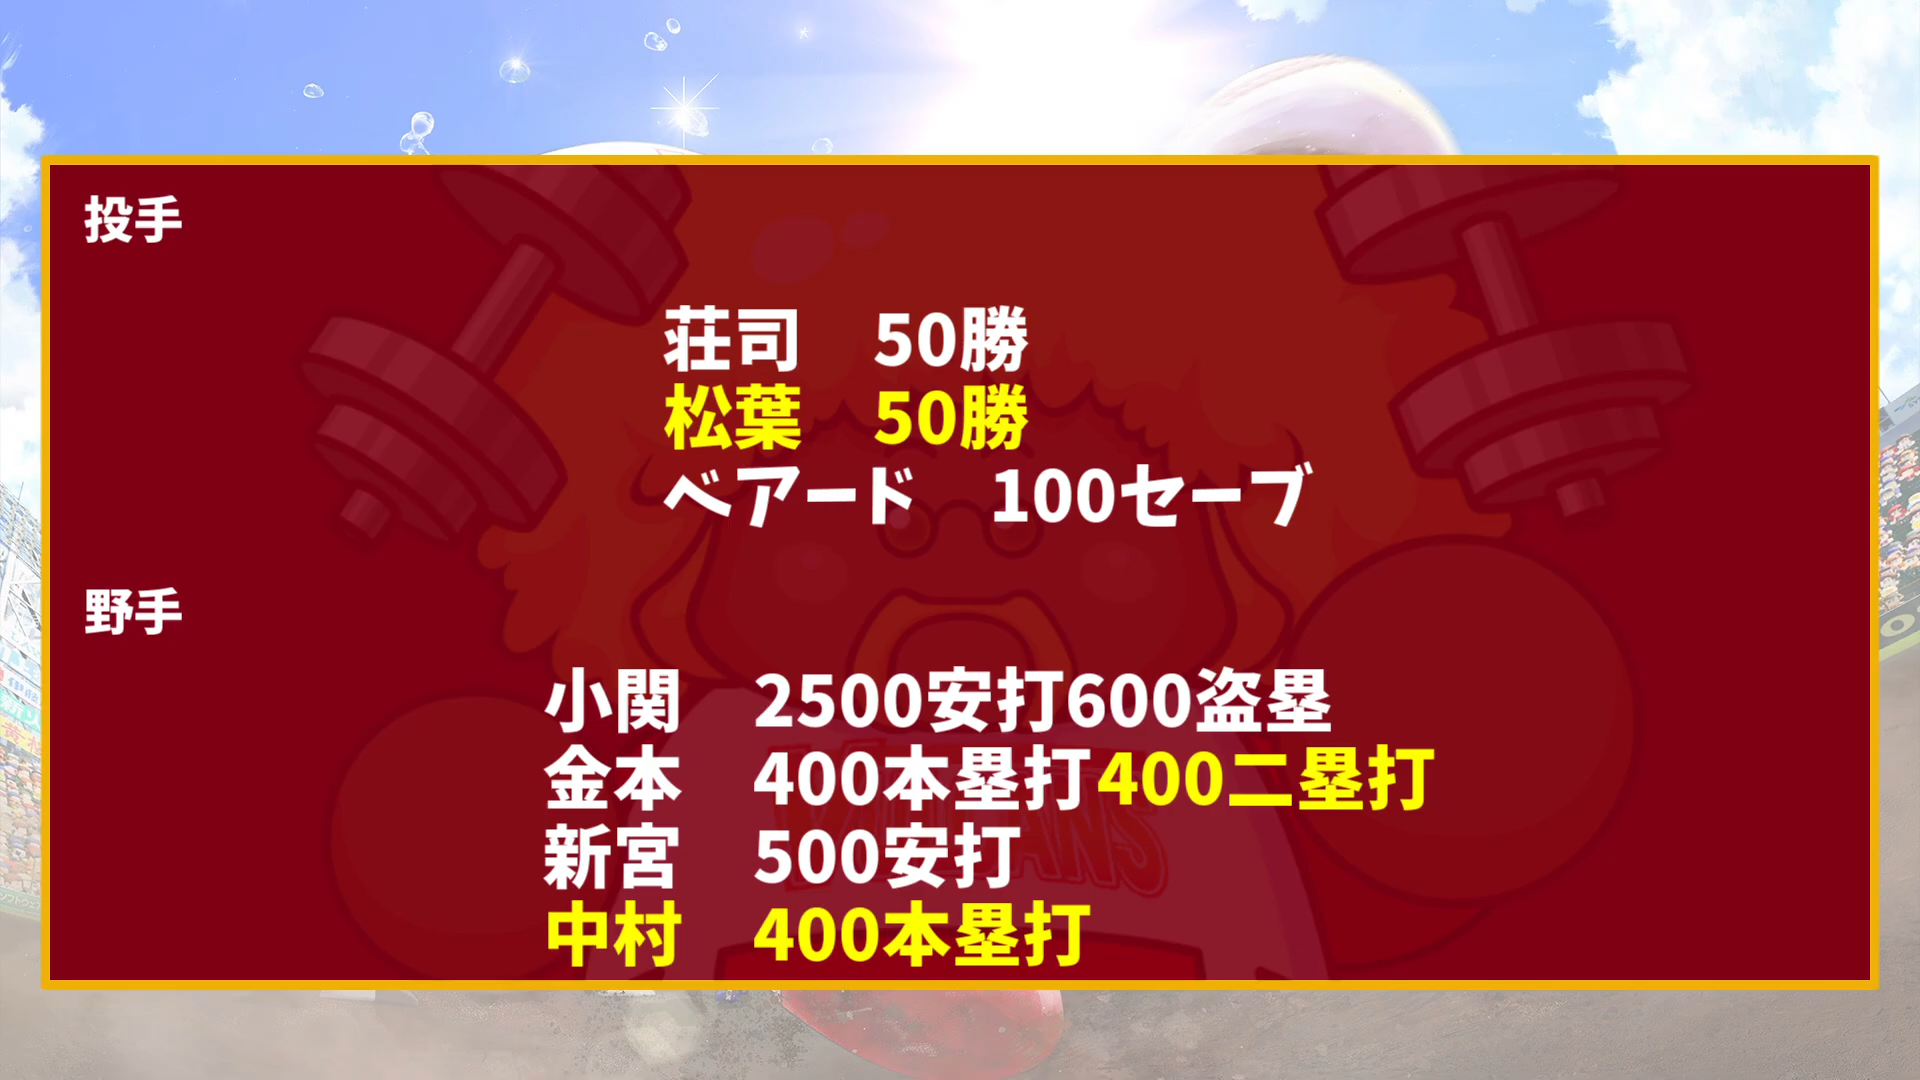 投手
荘司　50勝
松葉　50勝
ベアード　100セーブ
野手
小関　2500安打600盗塁
金本　400本塁打400二塁打
新宮　500安打
中村　400本塁打